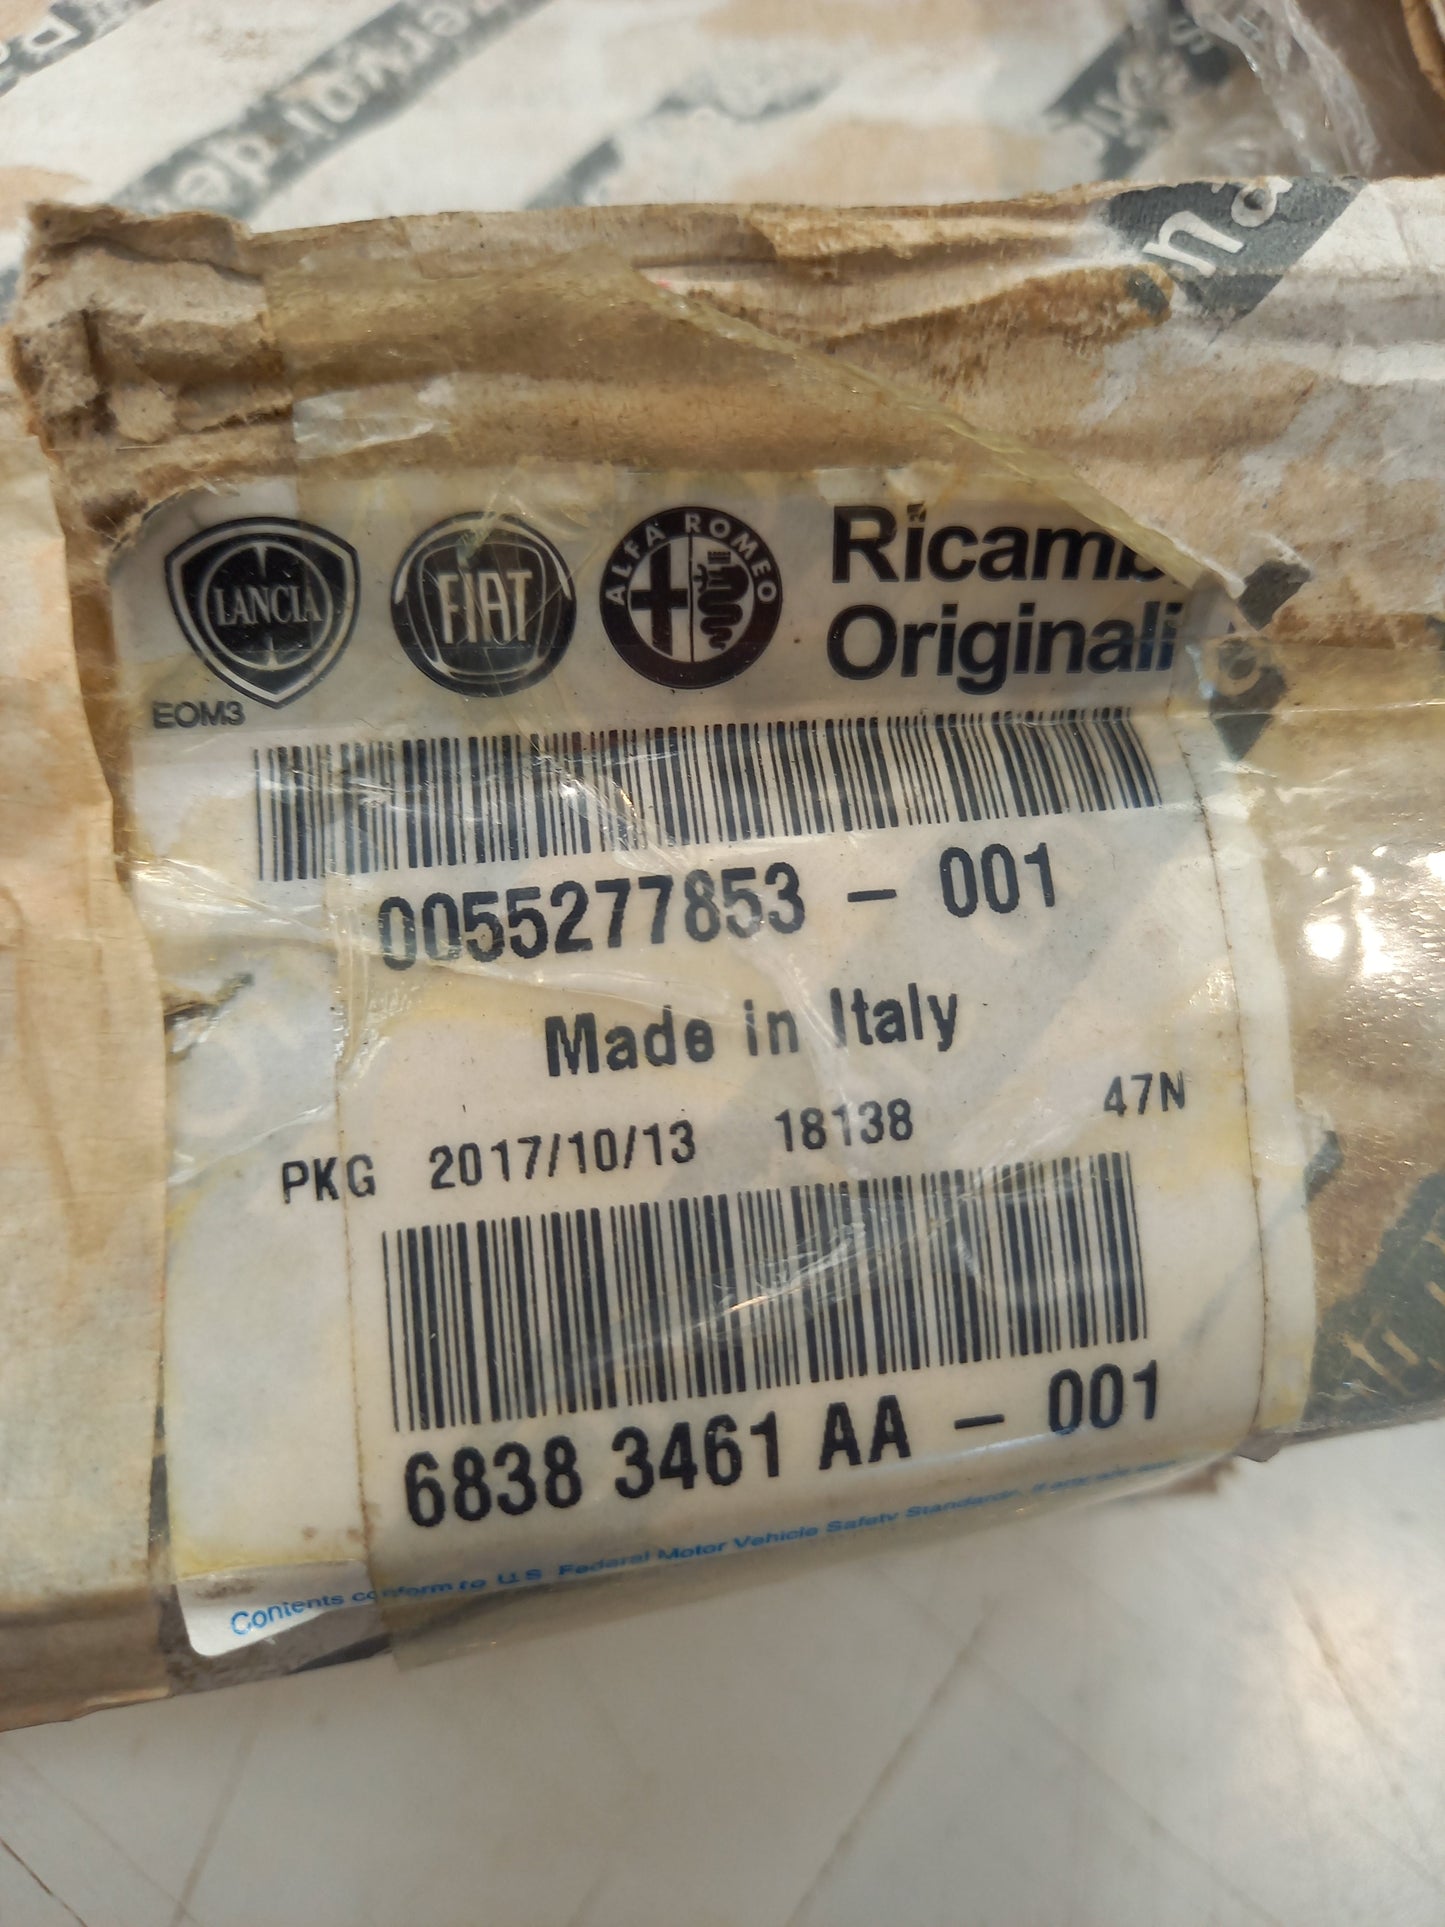 LANCIA
FIAT
ALFA ROMEO
Ricambi
Originali
EOM3
0055277853 - 001
Made in Italy
PKG 2017/10/13 18138 47N
6838 3461 AA - 001
Contents conform to U.S. Federal Motor Vehicle Safety Standards,